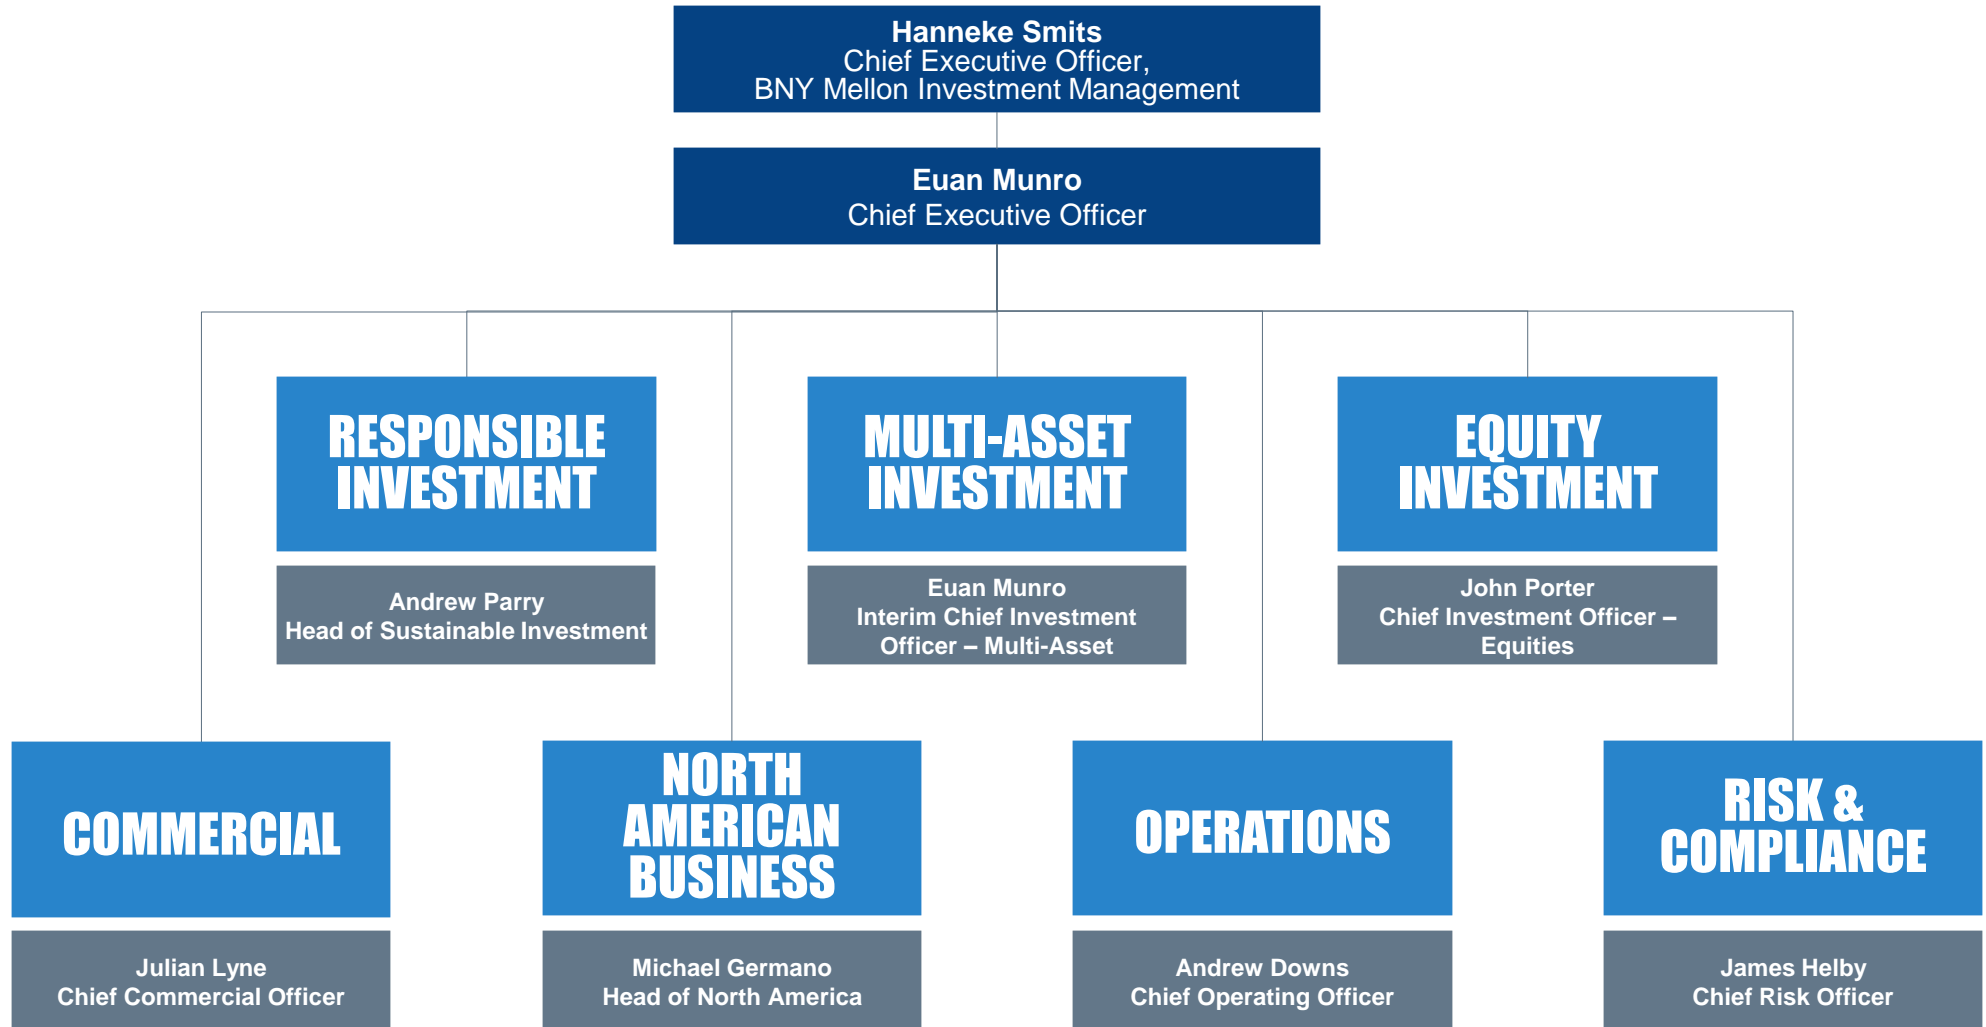 Hanneke Smits
Chief Executive Officer,
BNY Mellon Investment Management
Euan Munro
Chief Executive Officer
RESPONSIBLE
INVESTMENT
Andrew Parry
Head of Sustainable Investment
MULTI-ASSET
INVESTMENT
Euan Munro
Interim Chief Investment
Officer – Multi-Asset
EQUITY
INVESTMENT
John Porter
Chief Investment Officer –
Equities
COMMERCIAL
Julian Lyne
Chief Commercial Officer
NORTH
AMERICAN
BUSINESS
Michael Germano
Head of North America
OPERATIONS
Andrew Downs
Chief Operating Officer
RISK &
COMPLIANCE
James Helby
Chief Risk Officer